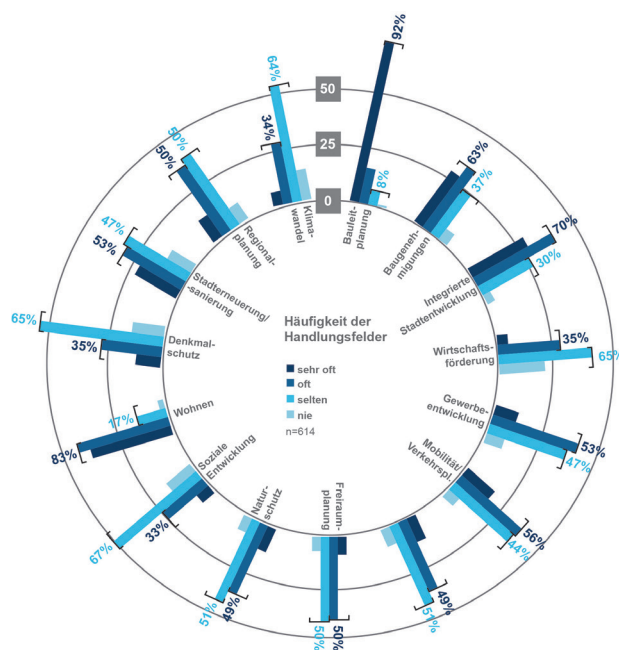 92%
8%
Bauleit-
planung
63%
37%
Baugeneh-
migungen
70%
30%
Integrierte
Stadtentwicklung
35%
65%
Wirtschafts-
förderung
53%
47%
Gewerbe-
entwicklung
56%
44%
Mobilität/
Verkehrspl.
49%
51%
50%
50%
Freiraum-
planung
49%
51%
Natur-
schutz
33%
67%
Soziale
Entwicklung
17%
83%
Wohnen
65%
35%
Denkmal-
schutz
47%
53%
Stadterneuerung/
-sanierung
50%
50%
Regional-
planung
64%
34%
Klima-
wandel
50
25
0
Häufigkeit der
Handlungsfelder
sehr oft
oft
selten
nie
n=614